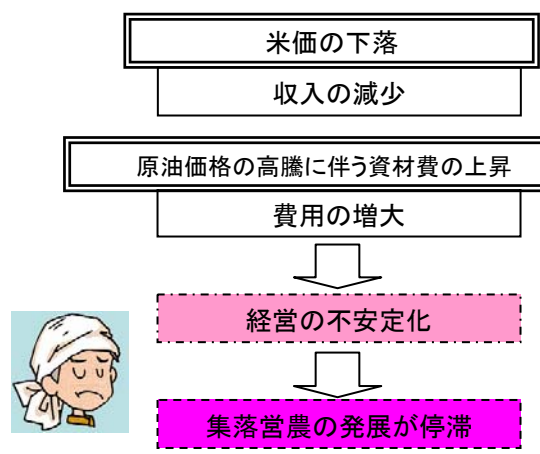 米価の下落
収入の減少
原油価格の高騰に伴う資材費の上昇
費用の増大
経営の不安定化
集落営農の発展が停滞